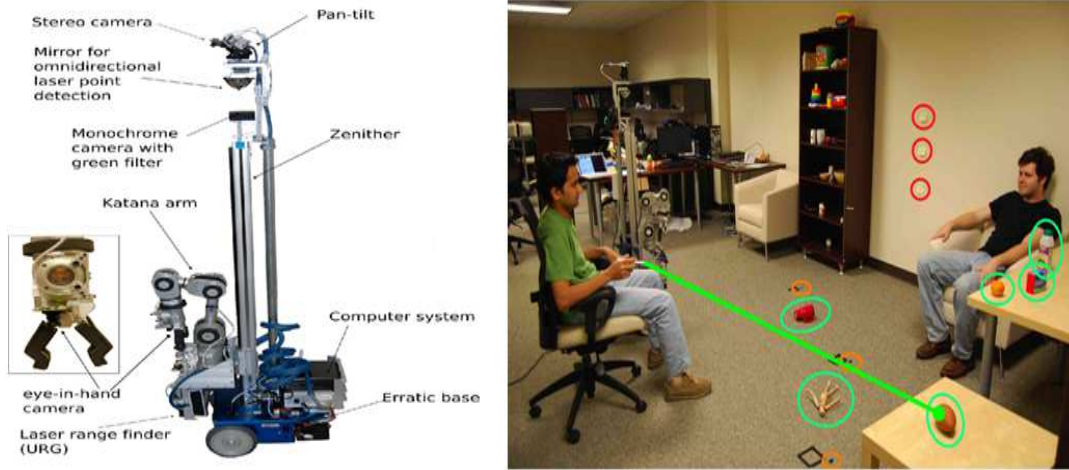 Stereo camera
Pan-tilt
Mirror for
omnidirectional
laser point
detection
Monochrome
camera with
green filter
Zenither
Katana arm
Computer system
eye-in-hand
camera
Erratic base
Laser range finder
(URG)